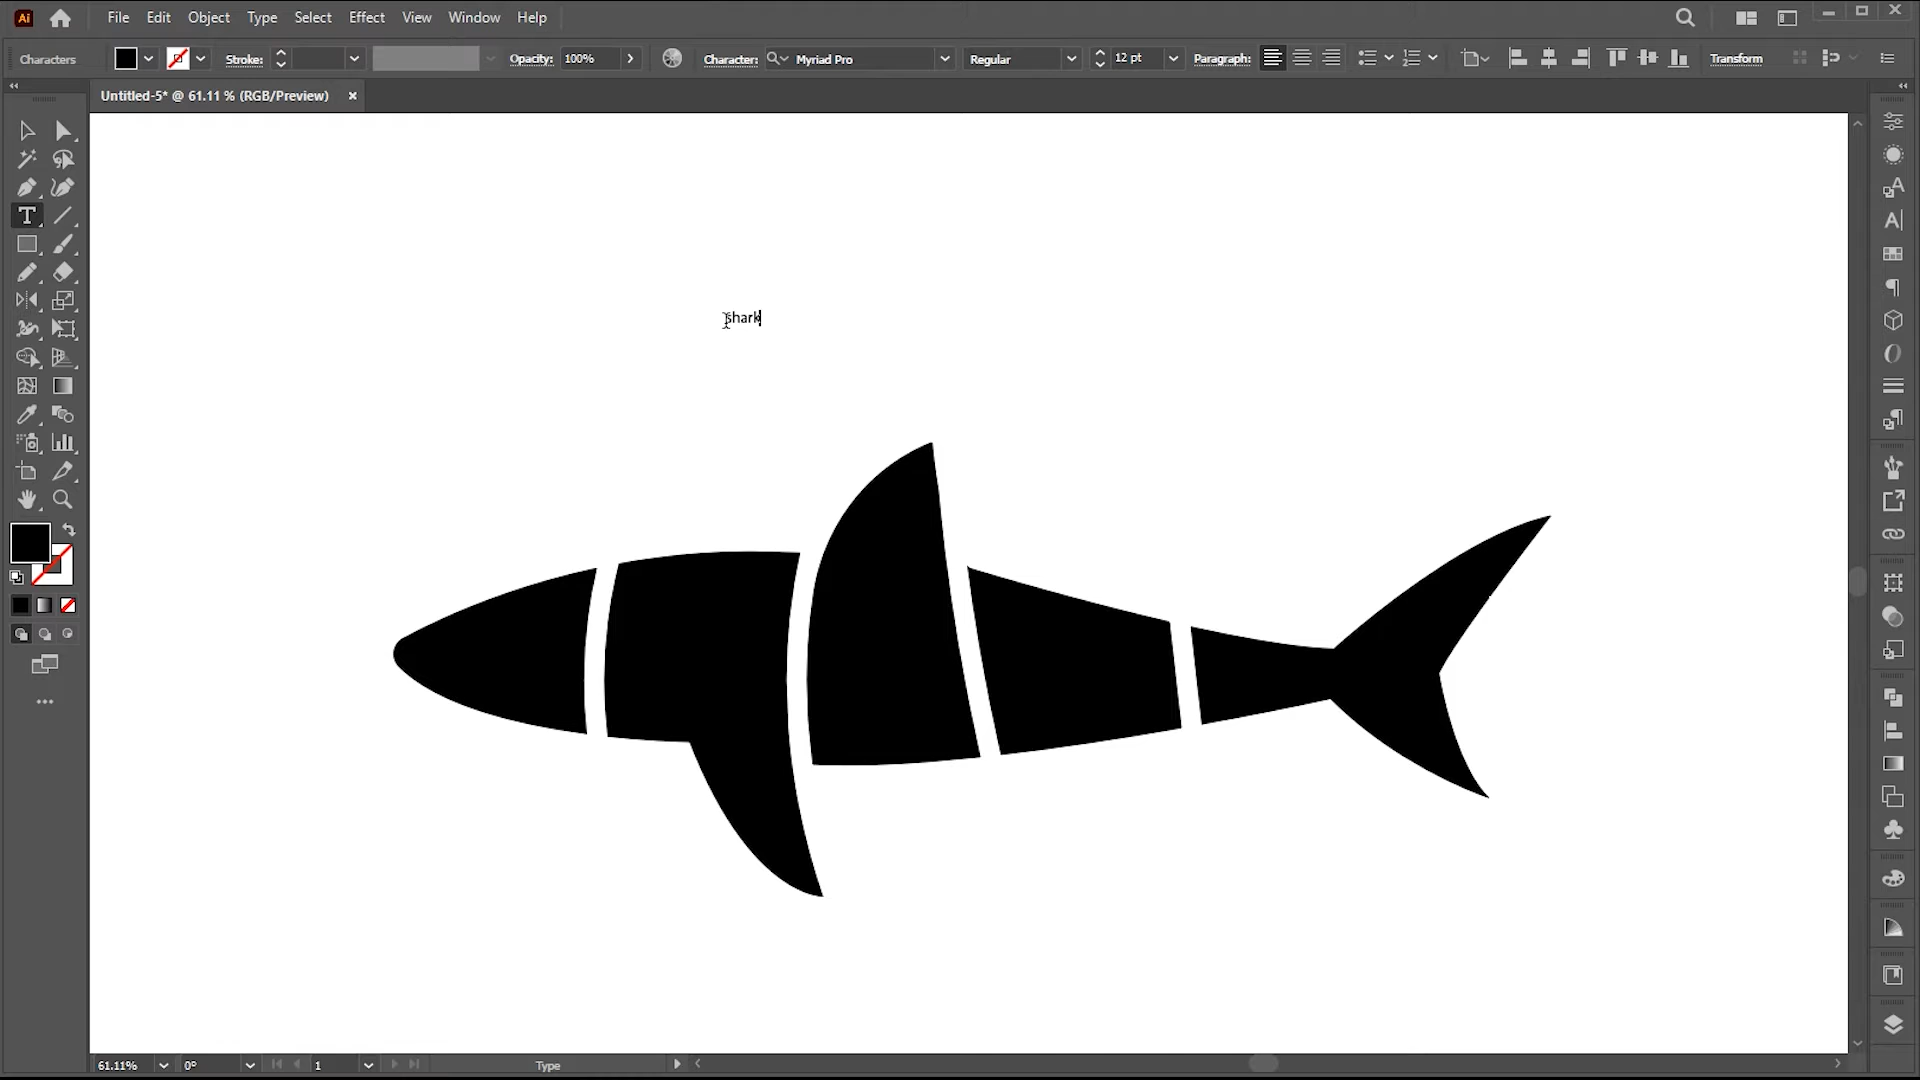 Ai File Edit Object Type Select Effect View Window Help
Characters Stroke: Opacity: 100% Character: Myriad Pro Regular 12 pt Paragraph: Transform
Untitled-5* @ 61.11 % (RGB/Preview)
shark
61.11% 0° 1 Type